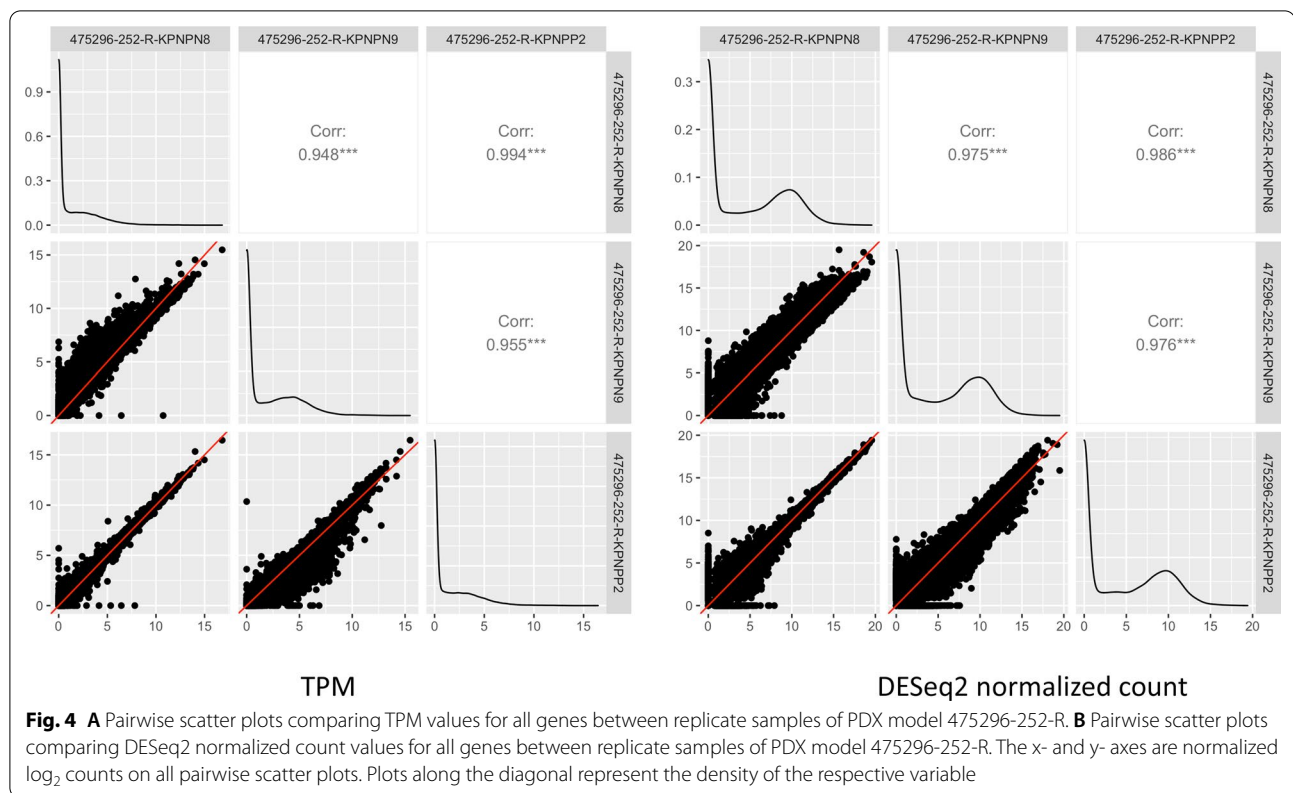 475296-252-R-KPNPN8 475296-252-R-KPNPN9 475296-252-R-KPNPP2
475296-252-R-KPNPN8
475296-252-R-KPNPN9
475296-252-R-KPNPP2
0.9
0.6
0.3
0.0
Corr:
0.948***
Corr:
0.994***
15
10
5
0
Corr:
0.955***
15
10
5
0
0 5 10 15
0 5 10 15
0 5 10 15
TPM
475296-252-R-KPNPN8 475296-252-R-KPNPN9 475296-252-R-KPNPP2
475296-252-R-KPNPN8
475296-252-R-KPNPN9
475296-252-R-KPNPP2
0.3
0.2
0.1
0.0
Corr:
0.975***
Corr:
0.986***
20
15
10
5
0
Corr:
0.976***
20
15
10
5
0
0 5 10 15 20
0 5 10 15 20
0 5 10 15 20
DESeq2 normalized count
Fig. 4 A Pairwise scatter plots comparing TPM values for all genes between replicate samples of PDX model 475296-252-R. B Pairwise scatter plots
comparing DESeq2 normalized count values for all genes between replicate samples of PDX model 475296-252-R. The x- and y- axes are normalized
log₂ counts on all pairwise scatter plots. Plots along the diagonal represent the density of the respective variable